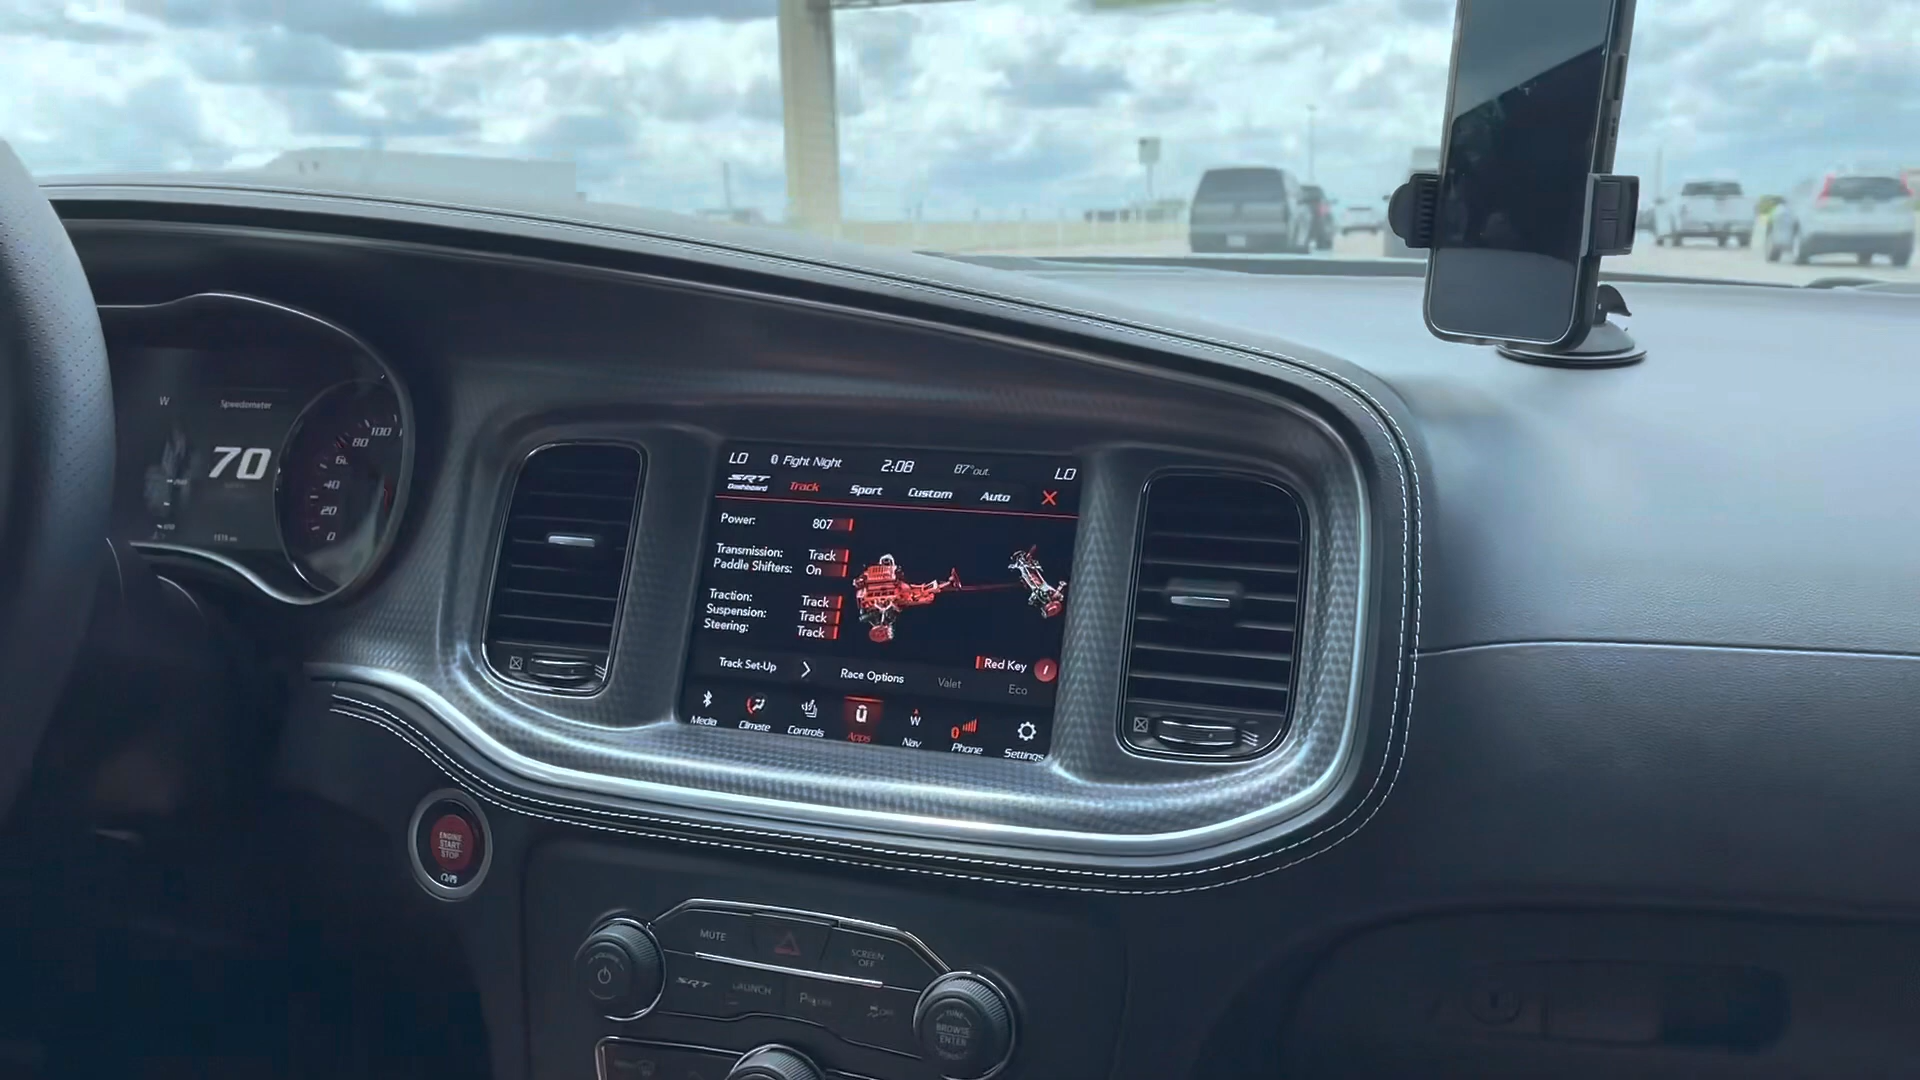 W
Speedometer
70
100
80
40
20
0
LO
Fight Night
2:08
87°out.
LO
SRT
Dashboard
Track
Sport
Custom
Auto
X
Power:
807
Transmission:
Track
Paddle Shifters:
On
Traction:
Track
Suspension:
Track
Steering:
Track
Red Key
Track Set-Up
Race Options
Valet
Eco
Media
Climate
Controls
Apps
W
Nav
Phone
Settings
ENGINE
START
STOP
MUTE
SCREEN
OFF
SRT
LAUNCH
TUNE
BROWSE
ENTER